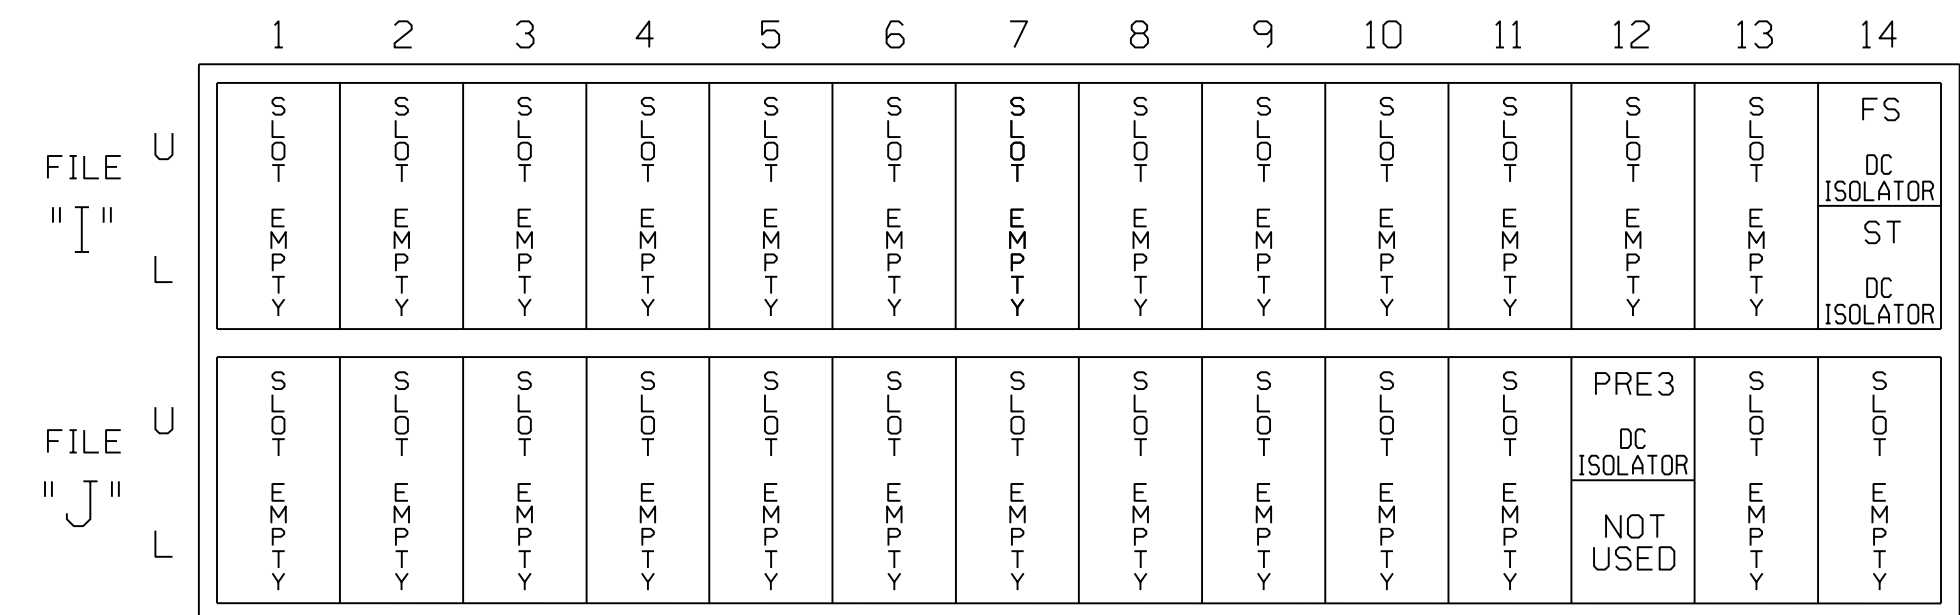 1 2 3 4 5 6 7 8 9 10 11 12 13 14
FILE "I"
U
L
SLOT EMPTY
SLOT EMPTY
SLOT EMPTY
SLOT EMPTY
SLOT EMPTY
SLOT EMPTY
SLOT EMPTY
SLOT EMPTY
SLOT EMPTY
SLOT EMPTY
SLOT EMPTY
SLOT EMPTY
SLOT EMPTY
FS
DC
ISOLATOR
ST
DC
ISOLATOR
FILE "J"
U
L
SLOT EMPTY
SLOT EMPTY
SLOT EMPTY
SLOT EMPTY
SLOT EMPTY
SLOT EMPTY
SLOT EMPTY
SLOT EMPTY
SLOT EMPTY
SLOT EMPTY
SLOT EMPTY
PRE3
DC
ISOLATOR
NOT
USED
SLOT EMPTY
SLOT EMPTY